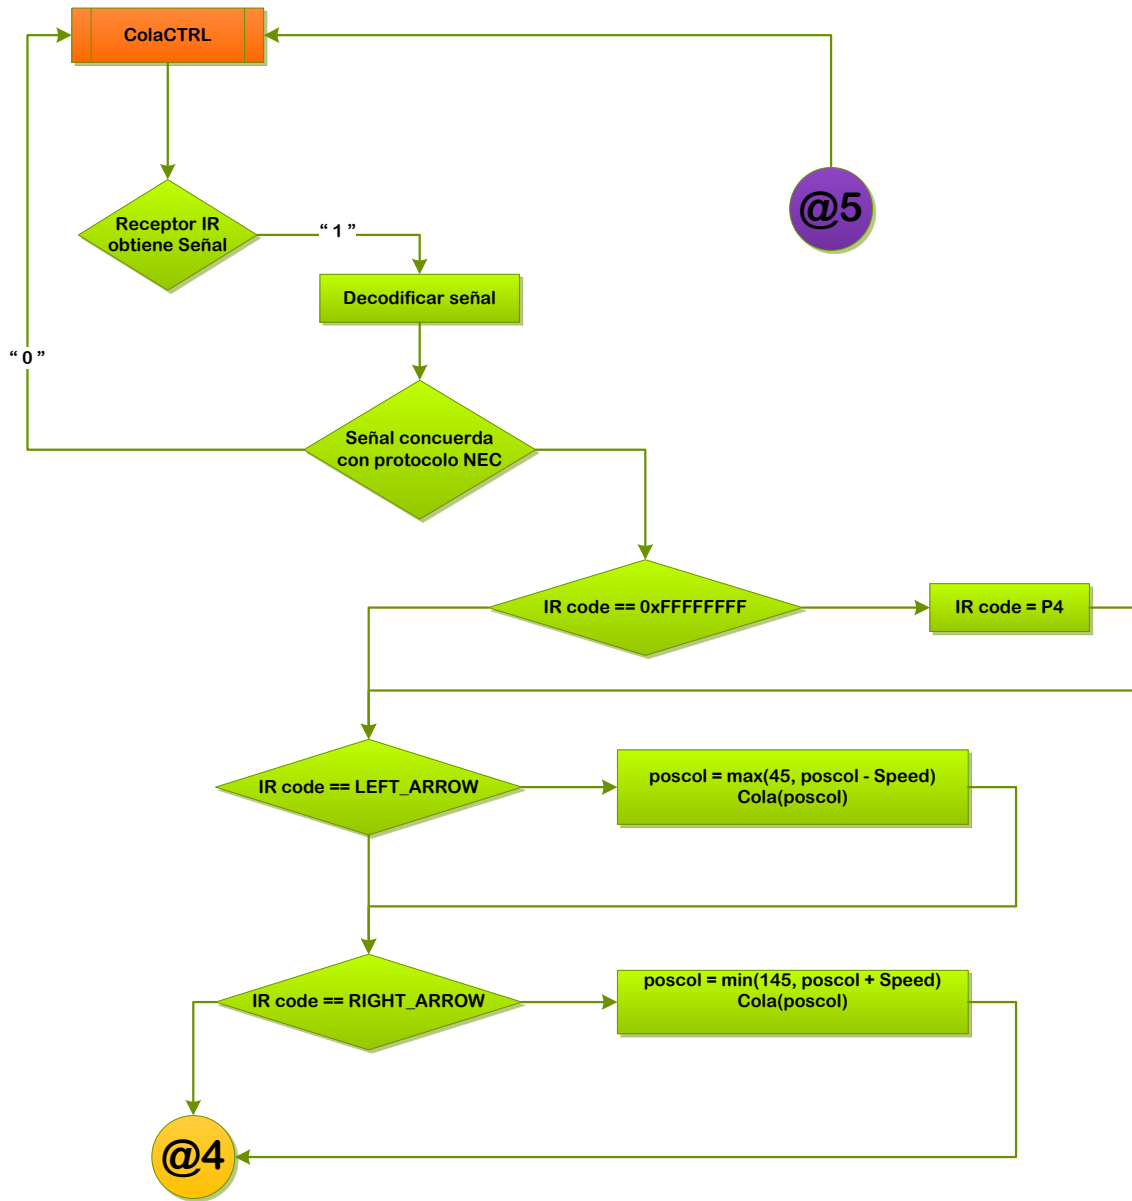 ColaCTRL
@5
Receptor IR
obtiene Señal
“ 1 ”
Decodificar señal
“ 0 ”
Señal concuerda
con protocolo NEC
IR code == 0xFFFFFFFF
IR code = P4
IR code == LEFT_ARROW
poscol = max(45, poscol - Speed)
Cola(poscol)
IR code == RIGHT_ARROW
poscol = min(145, poscol + Speed)
Cola(poscol)
@4